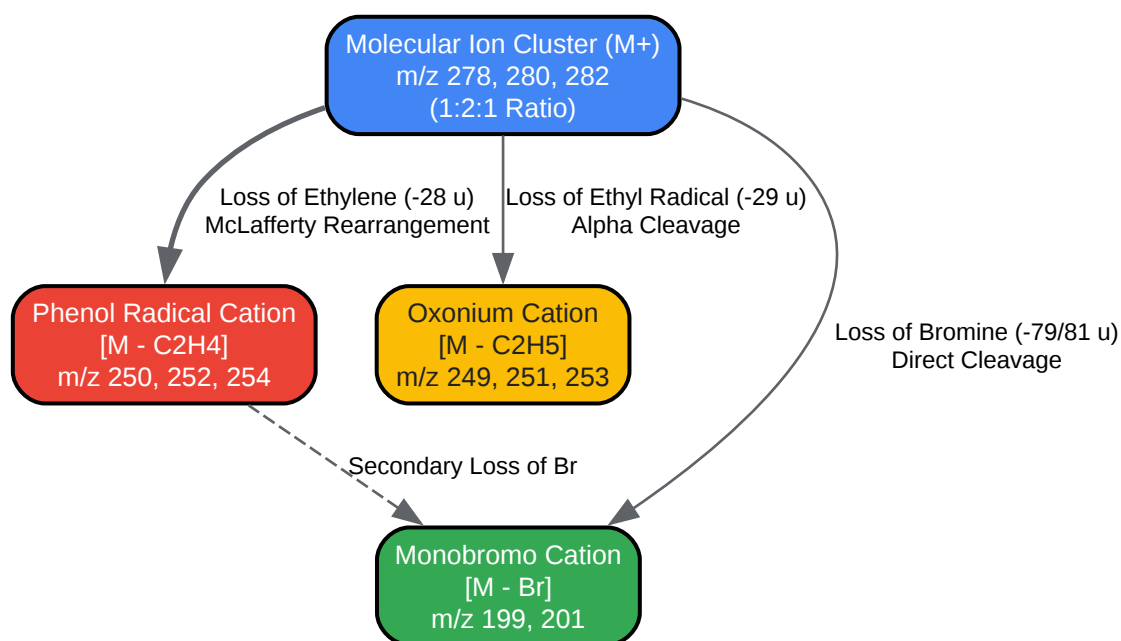 Molecular Ion Cluster (M+)
m/z 278, 280, 282
(1:2:1 Ratio)
Loss of Ethylene (-28 u)
McLafferty Rearrangement
Loss of Ethyl Radical (-29 u)
Alpha Cleavage
Loss of Bromine (-79/81 u)
Direct Cleavage
Phenol Radical Cation
[M - C2H4]
m/z 250, 252, 254
Oxonium Cation
[M - C2H5]
m/z 249, 251, 253
Secondary Loss of Br
Monobromo Cation
[M - Br]
m/z 199, 201